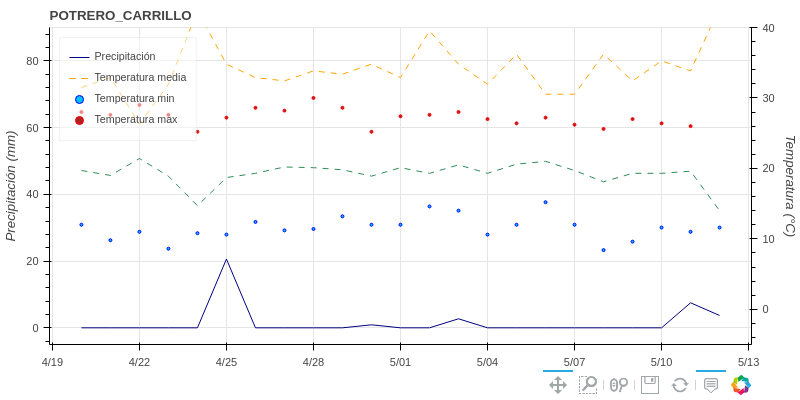 POTRERO_CARRILLO
Precipitación
Temperatura media
Temperatura min
Temperatura max
Precipitación (mm)
80
60
40
20
0
Temperatura (°C)
40
30
20
10
0
4/19 4/22 4/25 4/28 5/01 5/04 5/07 5/10 5/13